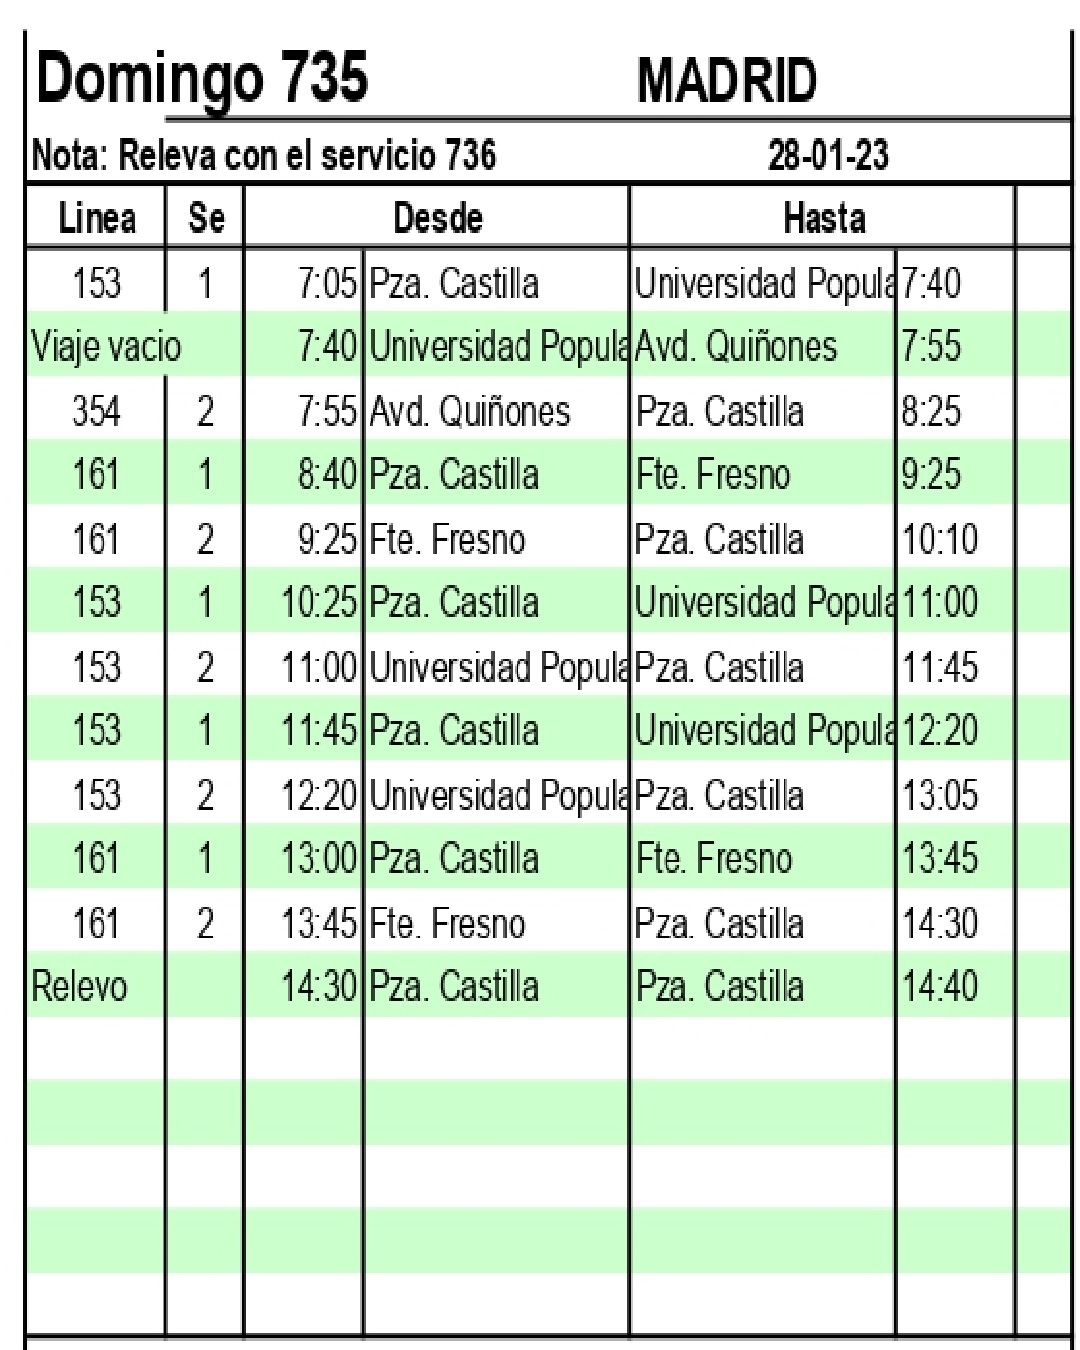 Domingo 735 MADRID
Nota: Releva con el servicio 736 28-01-23
Linea Se Desde Hasta
153 1 7:05 Pza. Castilla Universidad Popula 7:40
Viaje vacio 7:40 Universidad Popula Avd. Quiñones 7:55
354 2 7:55 Avd. Quiñones Pza. Castilla 8:25
161 1 8:40 Pza. Castilla Fte. Fresno 9:25
161 2 9:25 Fte. Fresno Pza. Castilla 10:10
153 1 10:25 Pza. Castilla Universidad Popula 11:00
153 2 11:00 Universidad Popula Pza. Castilla 11:45
153 1 11:45 Pza. Castilla Universidad Popula 12:20
153 2 12:20 Universidad Popula Pza. Castilla 13:05
161 1 13:00 Pza. Castilla Fte. Fresno 13:45
161 2 13:45 Fte. Fresno Pza. Castilla 14:30
Relevo 14:30 Pza. Castilla Pza. Castilla 14:40